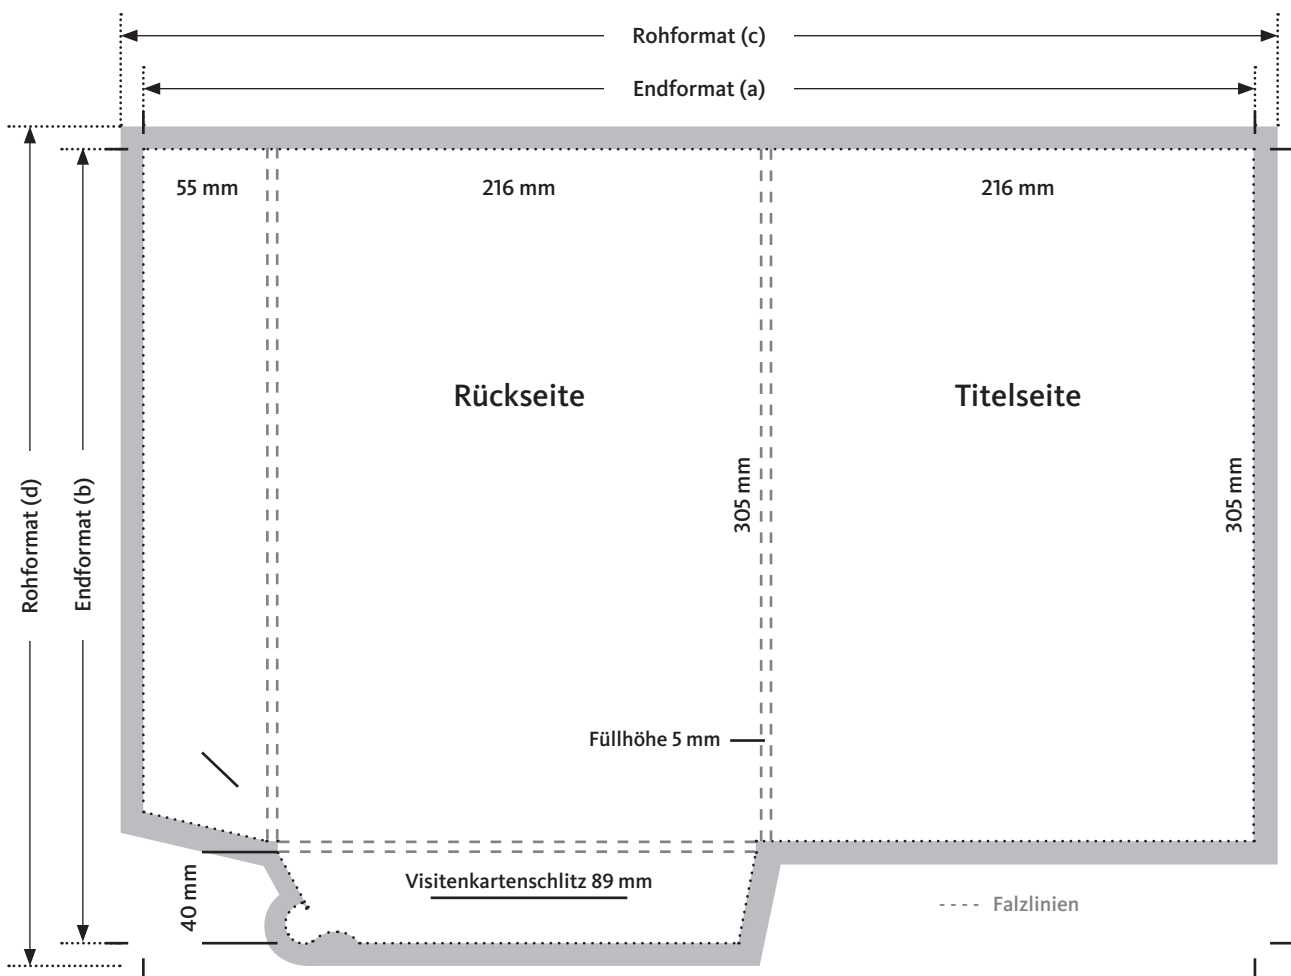 Rohformat (c)
Endformat (a)
55 mm
216 mm
216 mm
Rückseite
Titelseite
Rohformat (d)
Endformat (b)
305 mm
305 mm
Füllhöhe 5 mm
Visitenkartenschlitz 89 mm
40 mm
Falzlinien